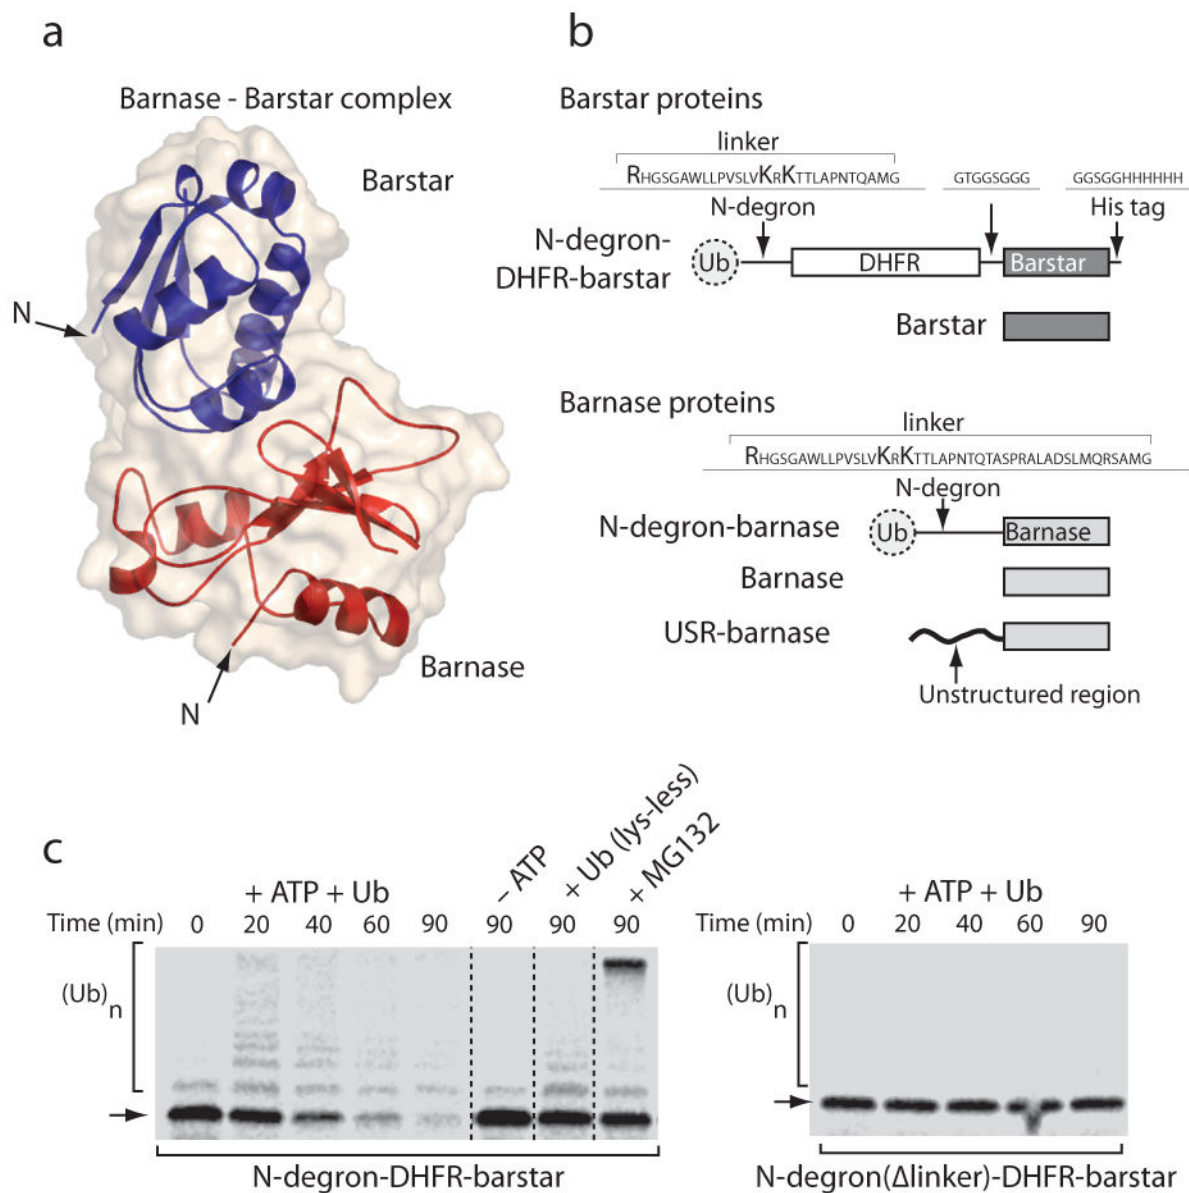 a
Barnase - Barstar complex
Barstar
N
Barnase
N
b
Barstar proteins
linker
RHGSGAWLLPVSLVKRKTTLAPNTQAMG GTGGSGGG GGSGGHHHHHH
N-degron His tag
N-degron-
DHFR-barstar
Ub DHFR Barstar
Barstar
Barnase proteins
linker
RHGSGAWLLPVSLVKRKTTLAPNTQTASPRALADSLMQRSAMG
N-degron
N-degron-barnase Ub Barnase
Barnase
USR-barnase
Unstructured region
c
+ ATP + Ub – ATP + Ub (lys-less) + MG132
Time (min) 0 20 40 60 90 90 90 90
(Ub)n
N-degron-DHFR-barstar
+ ATP + Ub
Time (min) 0 20 40 60 90
(Ub)n
N-degron(Δlinker)-DHFR-barstar